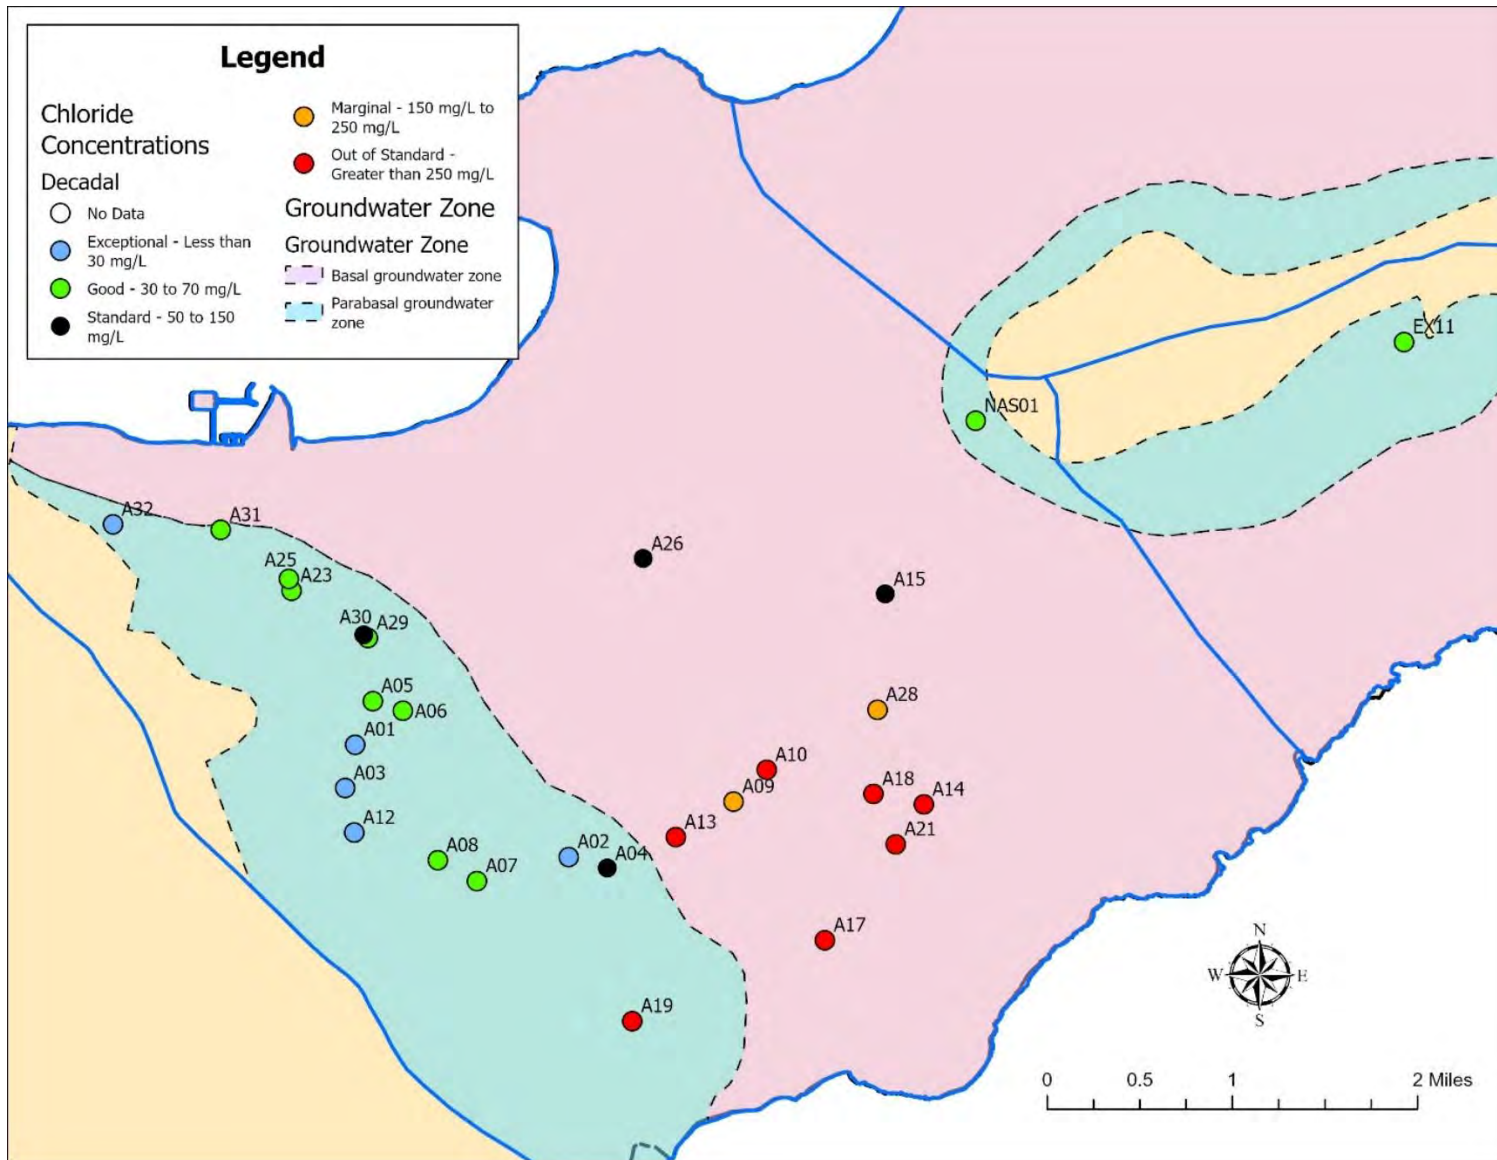 Legend
Chloride
Concentrations
Decadal
No Data
Exceptional - Less than
30 mg/L
Good - 30 to 70 mg/L
Standard - 50 to 150
mg/L
Marginal - 150 mg/L to
250 mg/L
Out of Standard -
Greater than 250 mg/L
Groundwater Zone
Groundwater Zone
Basal groundwater zone
Parabasal groundwater
zone
EX11
NAS01
A32
A31
A26
A25
A23
A15
A30
A29
A05
A06
A28
A01
A10
A03
A09
A18
A14
A12
A13
A21
A08
A02
A04
A07
A17
A19
N
W
E
S
0
0.5
1
2 Miles